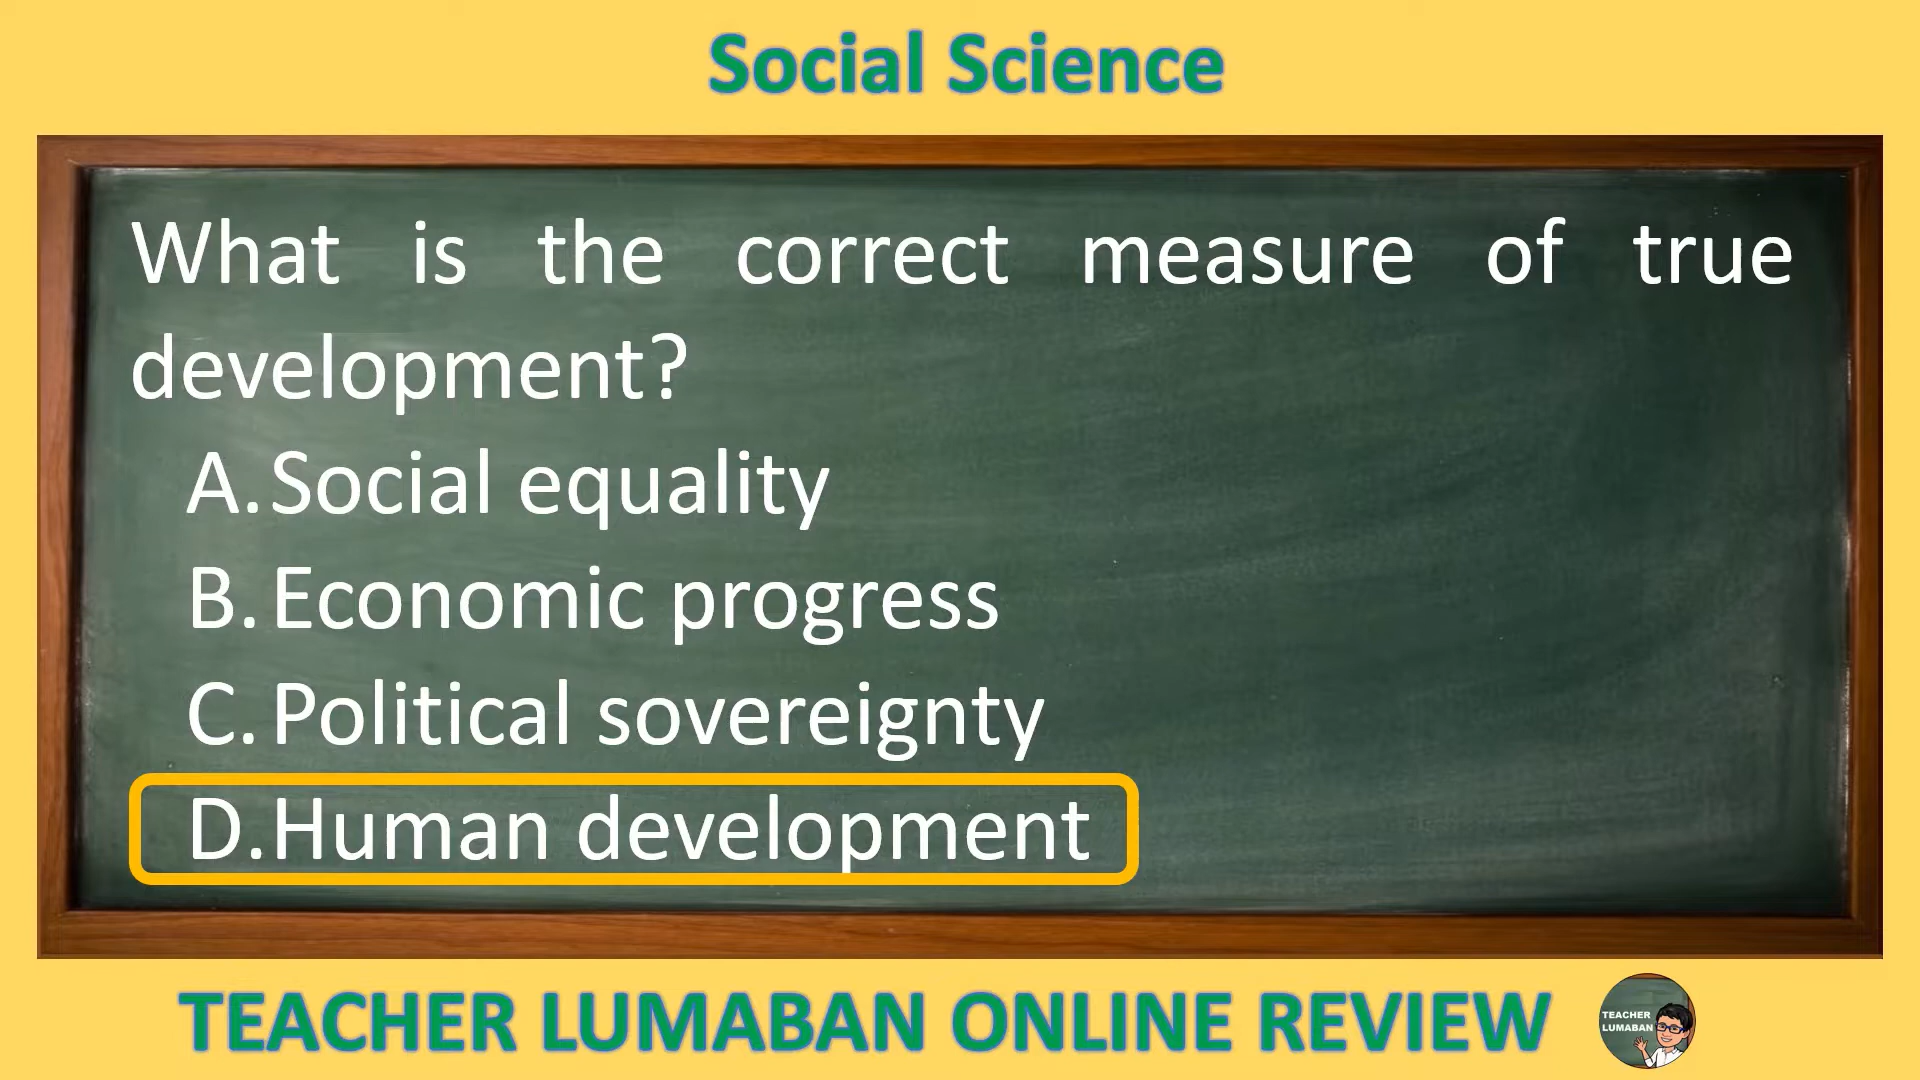 Social Science
What is the correct measure of true
development?
A. Social equality
B. Economic progress
C. Political sovereignty
D. Human development
TEACHER LUMABAN ONLINE REVIEW
TEACHER
LUMABAN